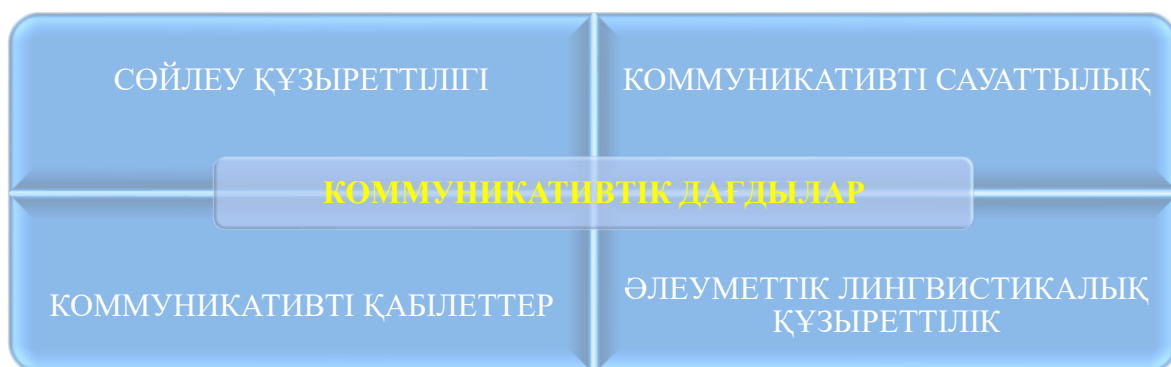 СӨЙЛЕУ ҚҰЗЫРЕТТІЛІГІ
КОММУНИКАТИВТІ САУАТТЫЛЫҚ
КОММУНИКАТИВТІК ДАҒДЫЛАР
КОММУНИКАТИВТІ ҚАБІЛЕТТЕР
ӘЛЕУМЕТТІК ЛИНГВИСТИКАЛЫҚ
ҚҰЗЫРЕТТІЛІК